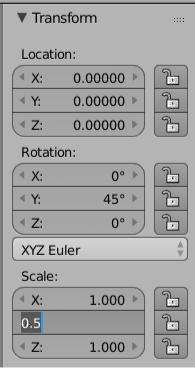 Transform
Location:
X: 0.00000
Y: 0.00000
Z: 0.00000
Rotation:
X: 0°
Y: 45°
Z: 0°
XYZ Euler
Scale:
X: 1.000
0.5
Z: 1.000